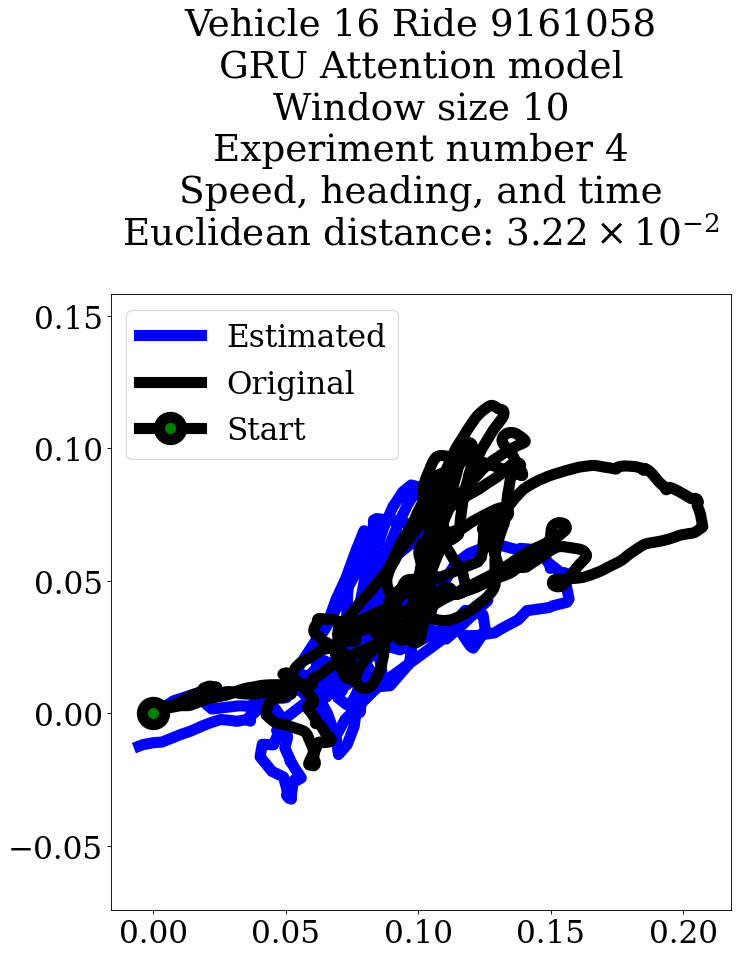 Vehicle 16 Ride 9161058
GRU Attention model
Window size 10
Experiment number 4
Speed, heading, and time
Euclidean distance: 3.22 × 10⁻²
Estimated
Original
Start
0.15
0.10
0.05
0.00
−0.05
0.00 0.05 0.10 0.15 0.20